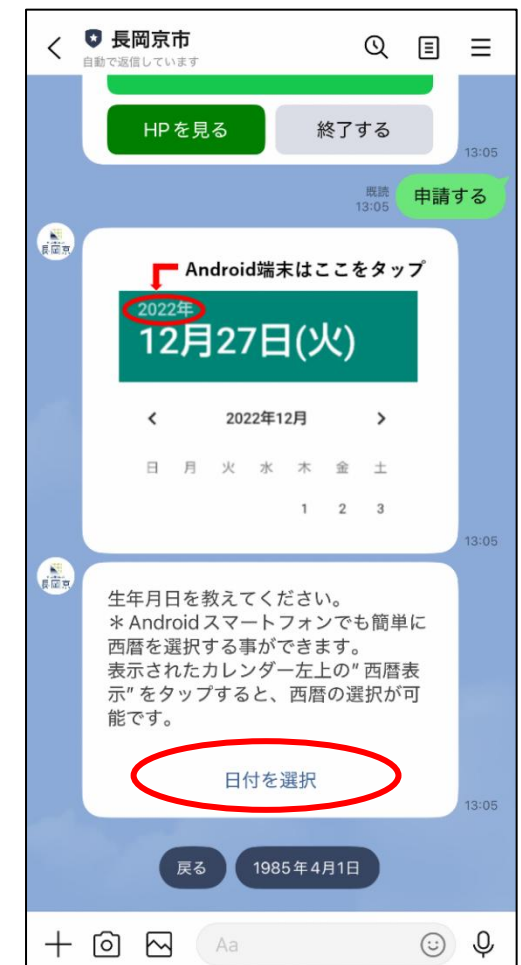 長岡京市
自動で返信しています
HPを見る
終了する
13:05
既読
13:05
申請する
長岡京
Android端末はここをタップ
2022年
12月27日(火)
2022年12月
日 月 火 水 木 金 土
1 2 3
13:05
長岡京
生年月日を教えてください。
＊Androidスマートフォンでも簡単に
西暦を選択する事ができます。
表示されたカレンダー左上の”西暦表
示”をタップすると、西暦の選択が可
能です。
日付を選択
13:05
戻る
1985年4月1日
Aa